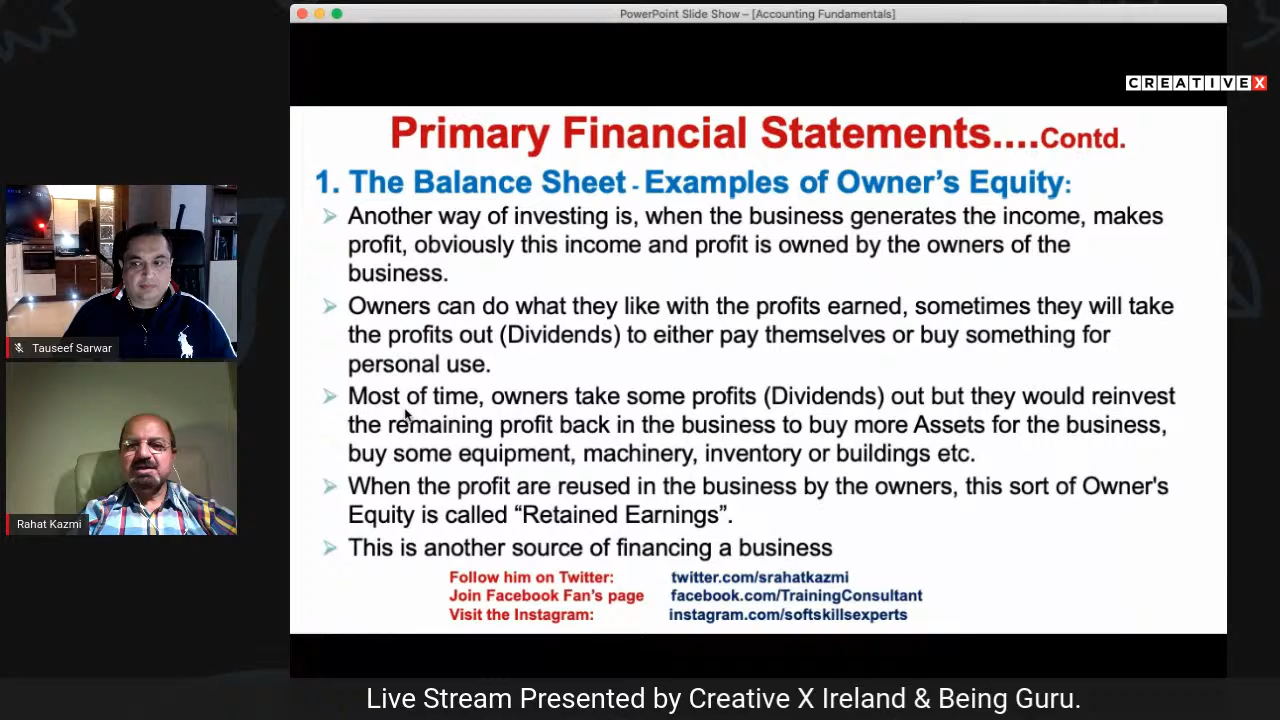 PowerPoint Slide Show – [Accounting Fundamentals]
CREATIVEX
Primary Financial Statements....Contd.
1. The Balance Sheet - Examples of Owner's Equity:
➢ Another way of investing is, when the business generates the income, makes
profit, obviously this income and profit is owned by the owners of the
business.
➢ Owners can do what they like with the profits earned, sometimes they will take
the profits out (Dividends) to either pay themselves or buy something for
personal use.
➢ Most of time, owners take some profits (Dividends) out but they would reinvest
the remaining profit back in the business to buy more Assets for the business,
buy some equipment, machinery, inventory or buildings etc.
➢ When the profit are reused in the business by the owners, this sort of Owner's
Equity is called “Retained Earnings”.
➢ This is another source of financing a business
Follow him on Twitter: twitter.com/srahatkazmi
Join Facebook Fan's page facebook.com/TrainingConsultant
Visit the Instagram: instagram.com/softskillsexperts
Tauseef Sarwar
Rahat Kazmi
Live Stream Presented by Creative X Ireland & Being Guru.